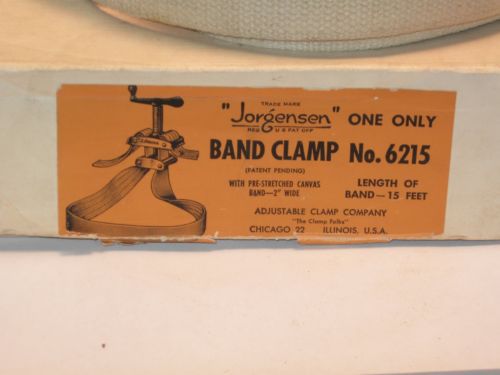 TRADE MARK
"Jorgensen" ONE ONLY
REG U S PAT OFF
BAND CLAMP No. 6215
(PATENT PENDING)
WITH PRE-STRETCHED CANVAS
BAND—2" WIDE
LENGTH OF
BAND—15 FEET
ADJUSTABLE CLAMP COMPANY
"The Clamp Folks"
CHICAGO 22 ILLINOIS, U.S.A.